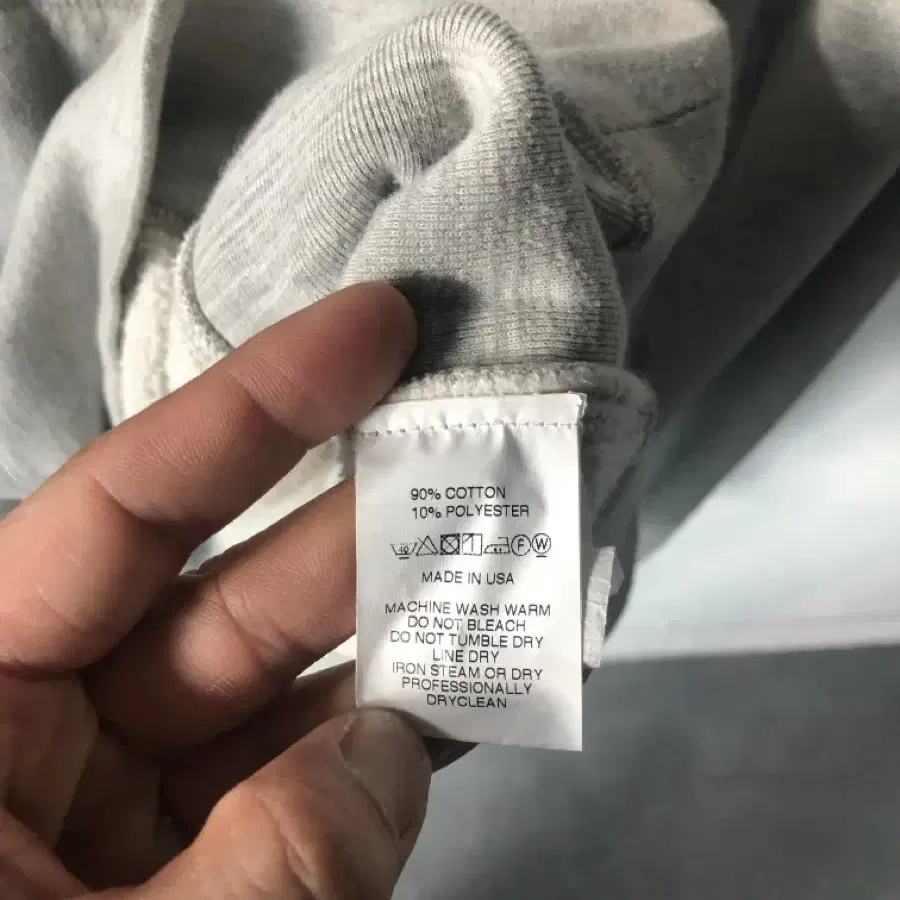 90% COTTON
10% POLYESTER
40 F W
MADE IN USA
MACHINE WASH WARM
DO NOT BLEACH
DO NOT TUMBLE DRY
LINE DRY
IRON STEAM OR DRY
PROFESSIONALLY
DRYCLEAN